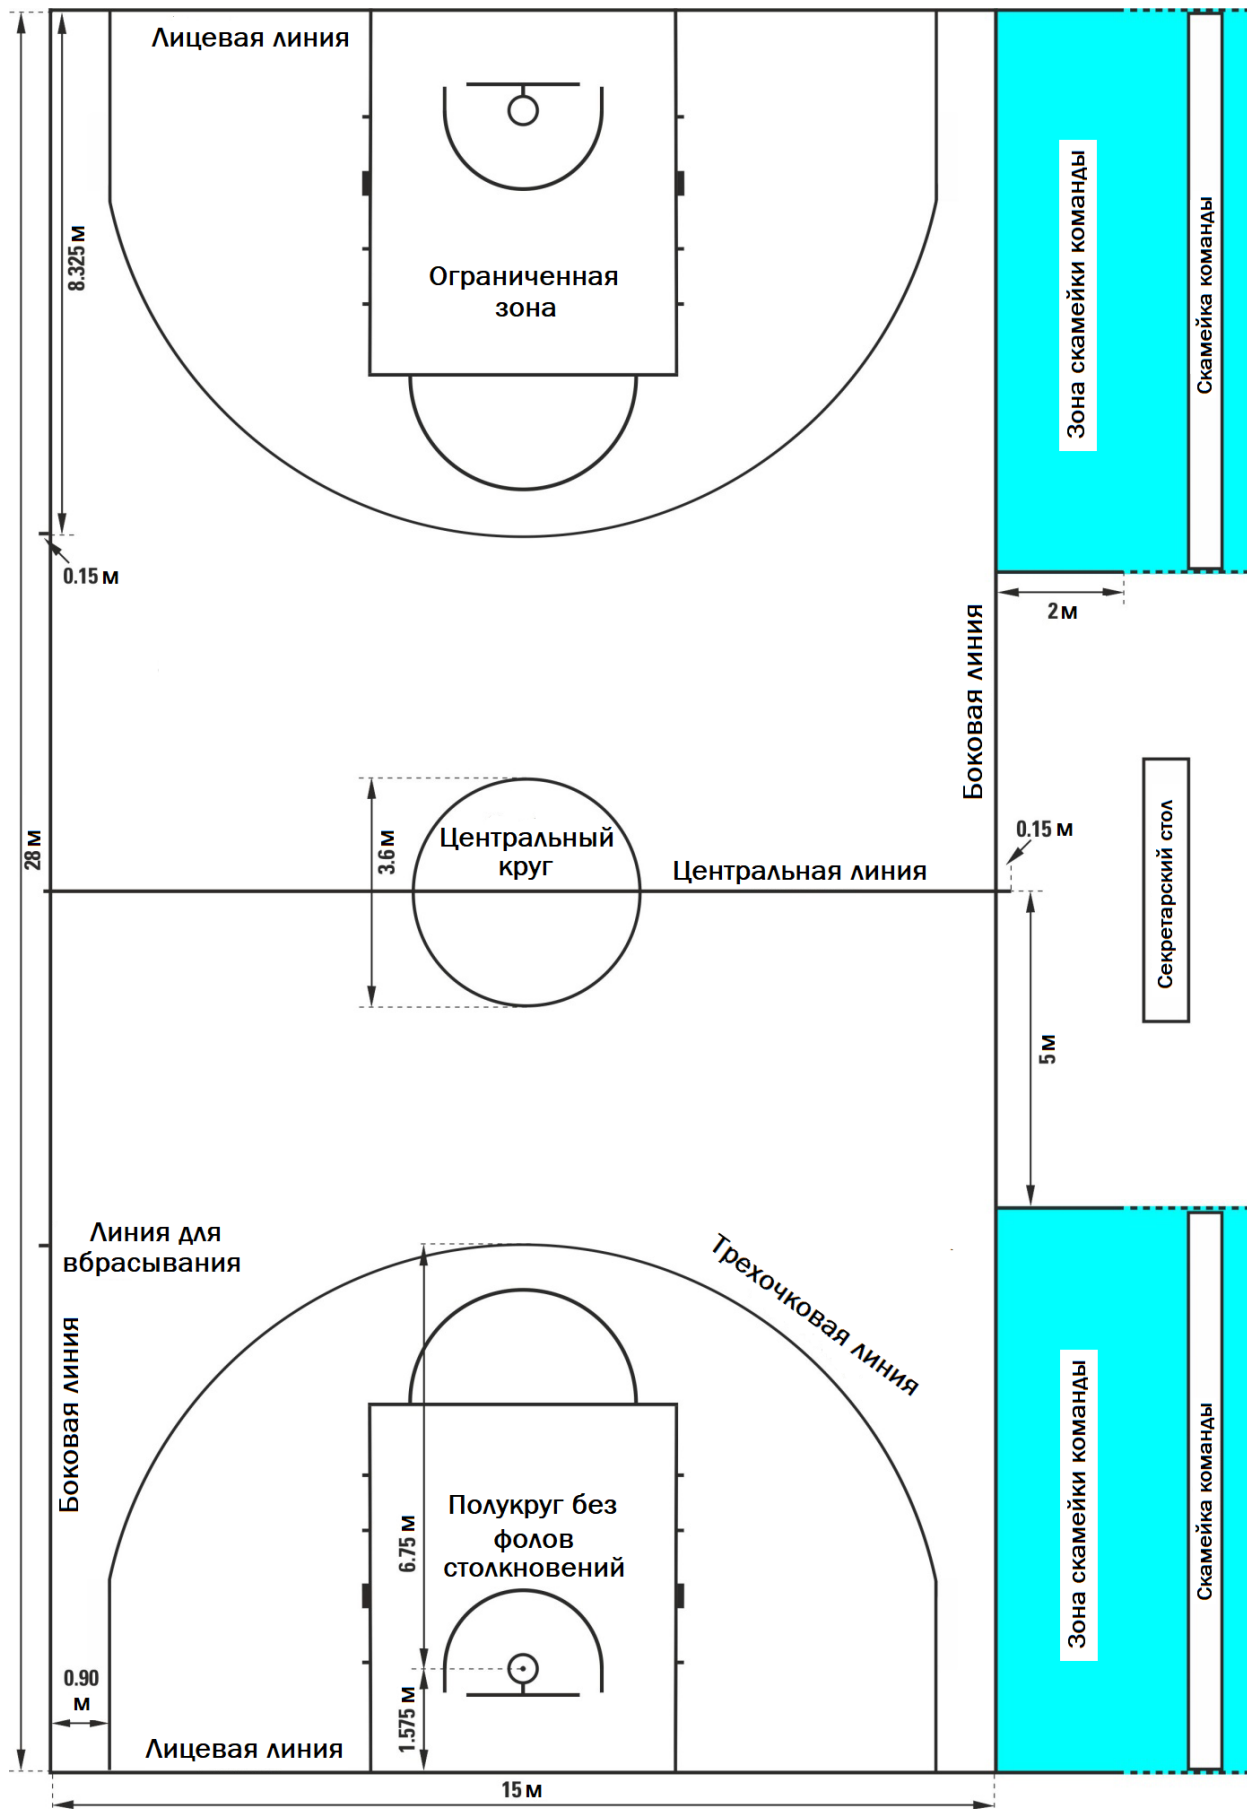 Лицевая линия
8.325 м
Ограниченная
зона
Зона скамейки команды
Скамейка команды
0.15 м
2 м
Боковая линия
28 м
3.6 м
Центральный
круг
Центральная линия
0.15 м
Секретарский стол
5 м
Линия для
вбрасывания
Трехочковая линия
Боковая линия
6.75 м
Полукруг без
фолов
столкновений
Зона скамейки команды
Скамейка команды
0.90
м
1.575 м
Лицевая линия
15 м